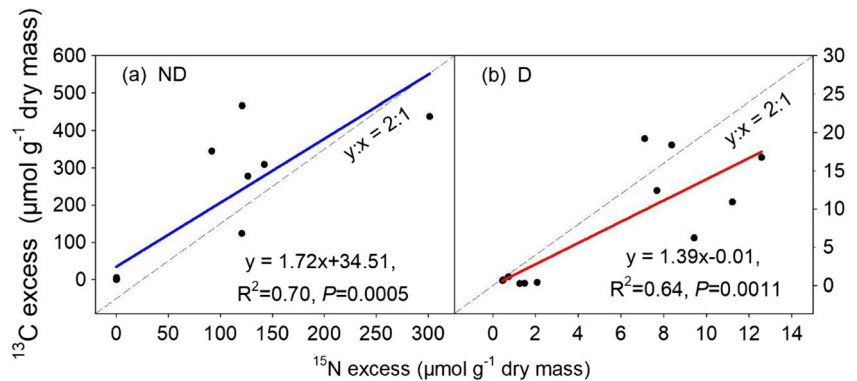 (a) ND
(b) D
600
500
400
300
200
100
0
¹³C excess (μmol g⁻¹ dry mass)
y:x = 2:1
y = 1.72x+34.51,
R²=0.70, P=0.0005
y:x = 2:1
y = 1.39x-0.01,
R²=0.64, P=0.0011
30
25
20
15
10
5
0
0 50 100 150 200 250 300
0 2 4 6 8 10 12 14
¹⁵N excess (μmol g⁻¹ dry mass)